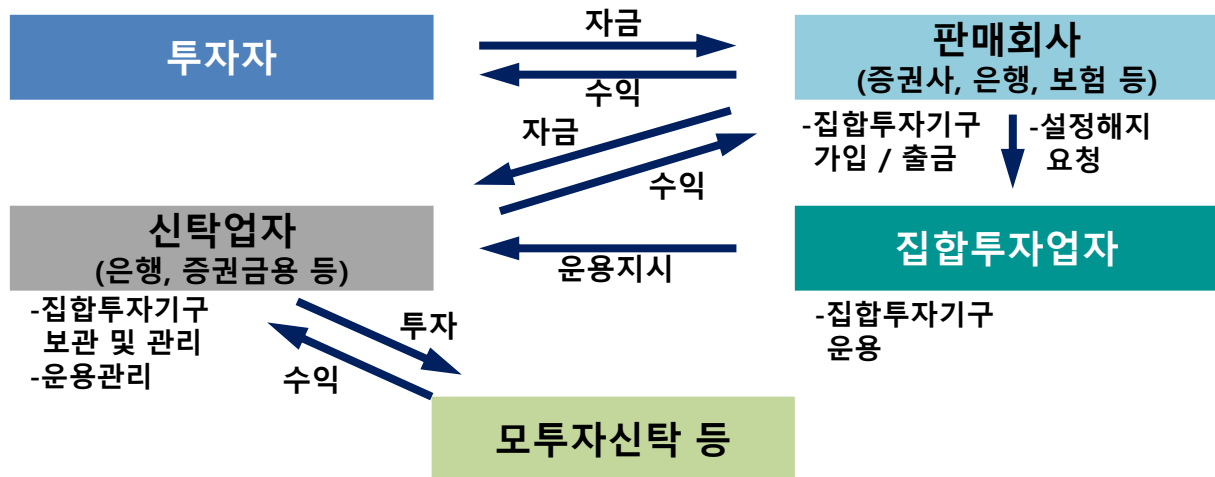 투자자
자금
수익
판매회사
(증권사, 은행, 보험 등)
-집합투자기구
가입 / 출금
-설정해지
요청
자금
수익
신탁업자
(은행, 증권금용 등)
운용지시
집합투자업자
-집합투자기구
보관 및 관리
-운용관리
투자
수익
-집합투자기구
운용
모투자신탁 등